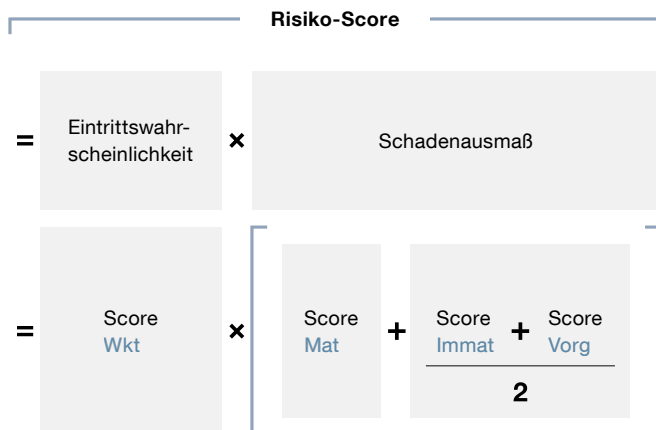 Risiko-Score
= Eintrittswahr-
scheinlichkeit × Schadenausmaß
= Score
Wkt × Score
Mat + Score
Immat + Score
Vorg
2